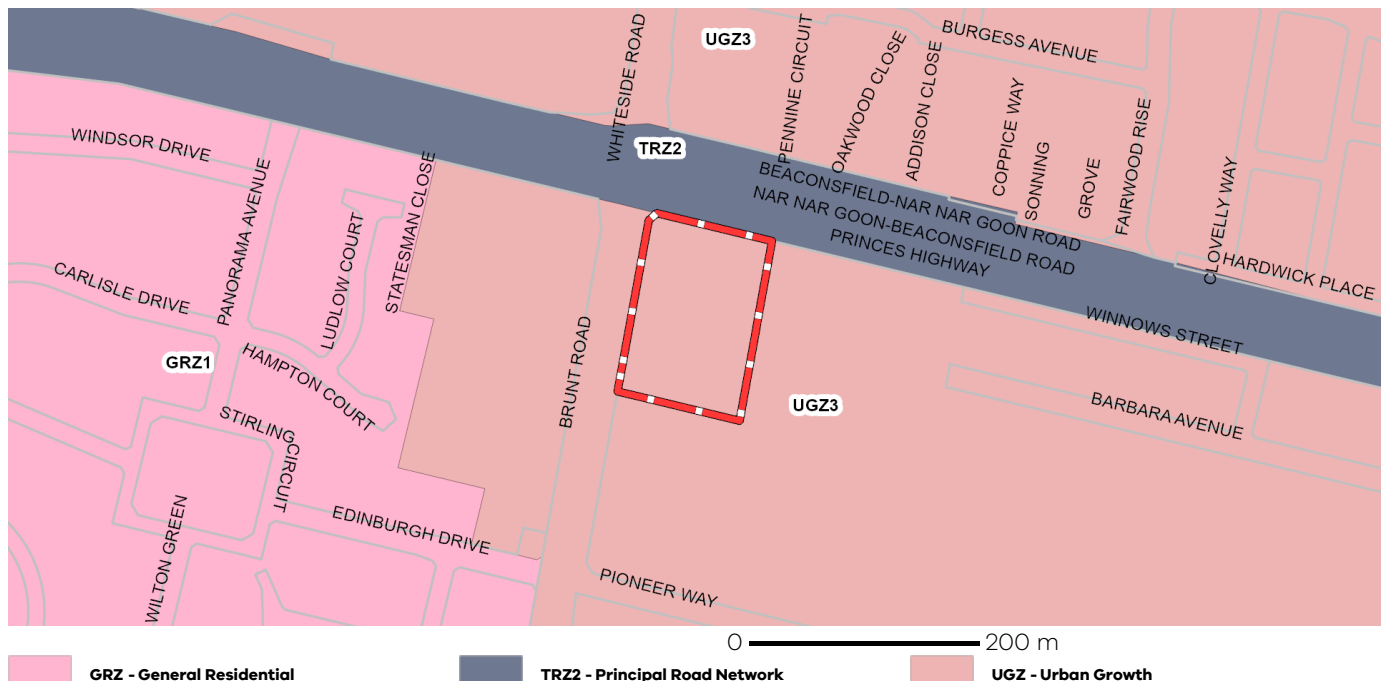 UGZ3
BURGESS AVENUE
WHITESIDE ROAD
PENNINE CIRCUIT
OAKWOOD CLOSE
ADDISON CLOSE
COPPICE WAY
SONNING
GROVE
FAIRWOOD RISE
CLOVELLY WAY
HARDWICK PLACE
TRZ2
BEACONSFIELD-NAR NAR GOON ROAD
NAR NAR GOON-BEACONSFIELD ROAD
PRINCES HIGHWAY
WINDSOR DRIVE
PANORAMA AVENUE
STATESMAN CLOSE
LUDLOW COURT
CARLISLE DRIVE
HAMPTON COURT
GRZ1
BRUNT ROAD
UGZ3
WINNOWS STREET
BARBARA AVENUE
STIRLING
CIRCUIT
EDINBURGH DRIVE
WILTON GREEN
PIONEER WAY
0 200 m
GRZ - General Residential
TRZ2 - Principal Road Network
UGZ - Urban Growth